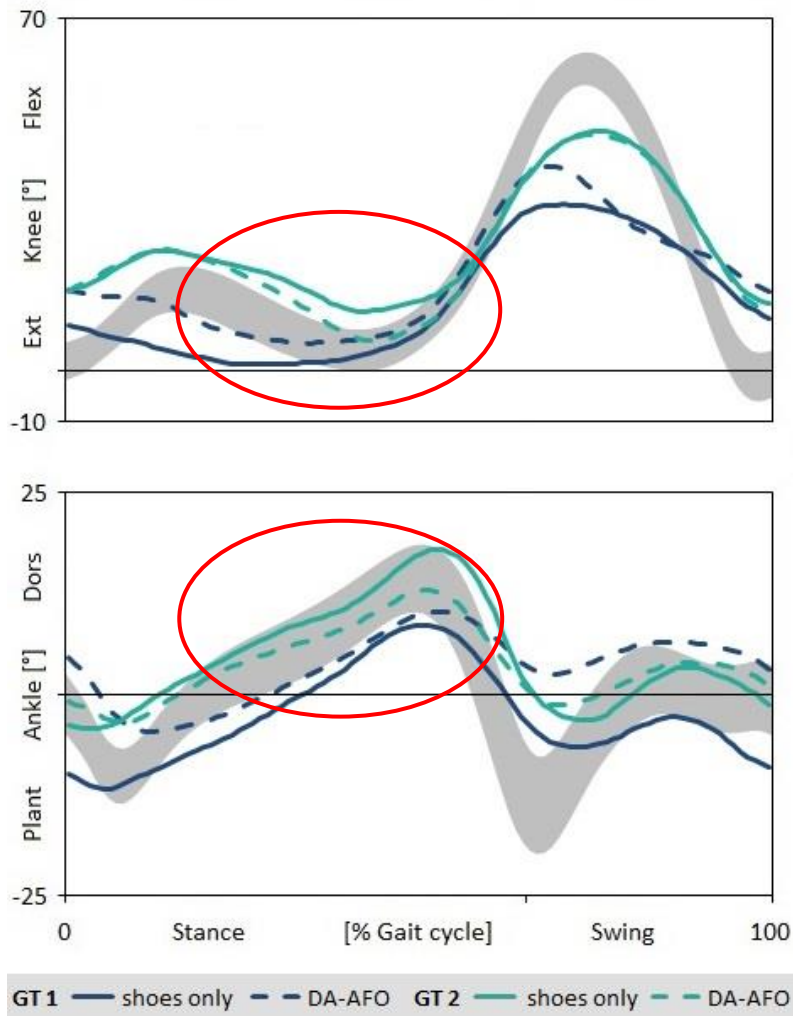 70
Flex
Knee [°]
Ext
-10
25
Dors
Ankle [°]
Plant
-25
0 Stance [% Gait cycle] Swing 100
GT 1 shoes only DA-AFO GT 2 shoes only DA-AFO